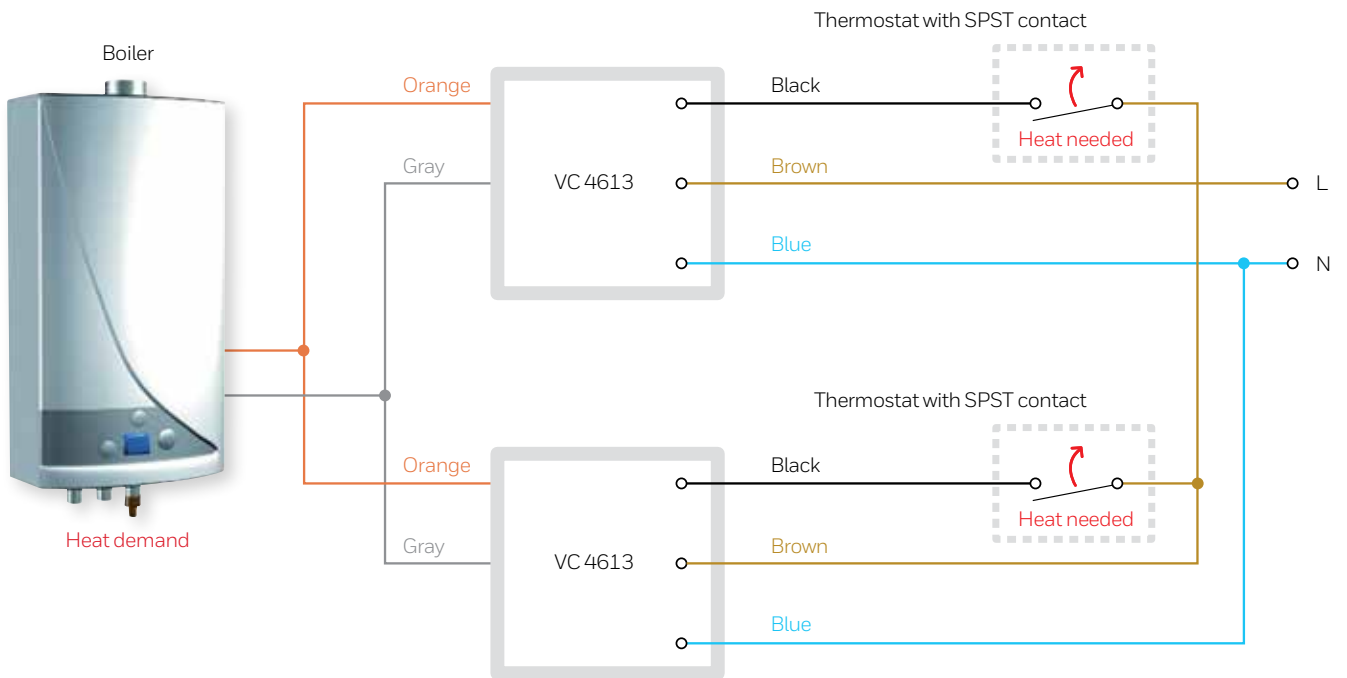 Thermostat with SPST contact
Boiler
Orange
Black
Heat needed
Gray
VC 4613
Brown
L
Blue
N
Thermostat with SPST contact
Orange
Black
Heat needed
Heat demand
Gray
VC 4613
Brown
Blue